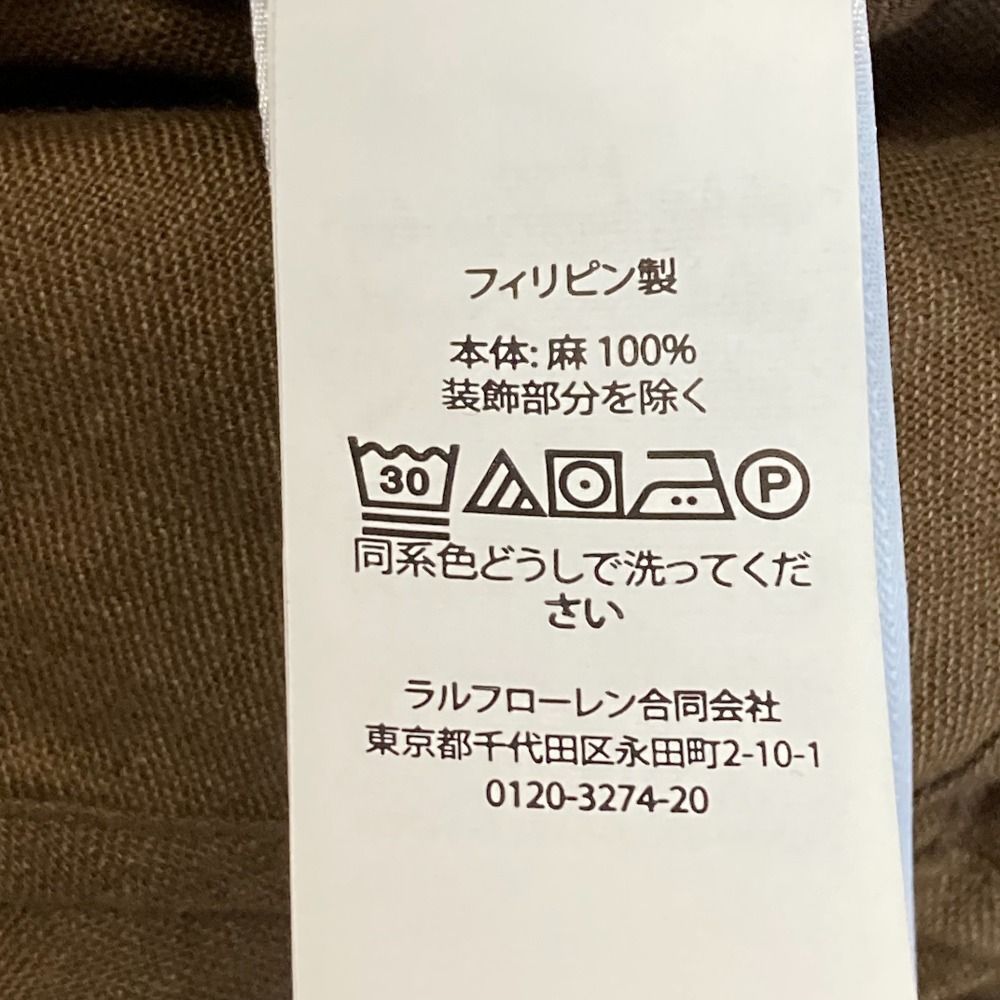 フィリピン製
本体: 麻 100%
装飾部分を除く
30
P
同系色どうしで洗ってくだ
さい
ラルフローレン合同会社
東京都千代田区永田町2-10-1
0120-3274-20